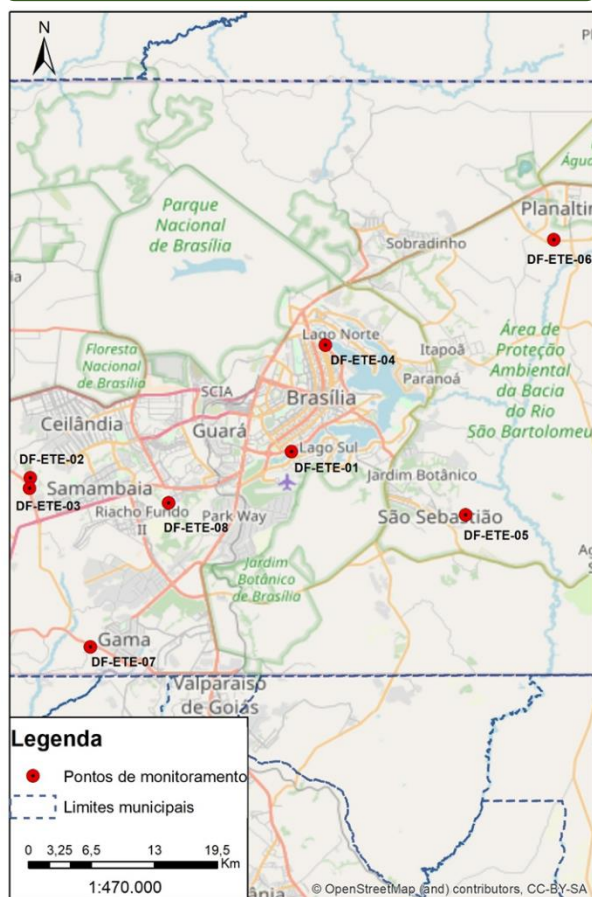 N
Parque
Nacional
de Brasília
Planaltin
Sobradinho
DF-ETE-06
Lago Norte
DF-ETE-04
Itapoã
Paranoá
Área de
Proteção
Ambiental
da Bacia
do Rio
São Bartolomeu
Floresta
Nacional
de Brasília
SCIA
Brasília
Ceilândia
Guará
Lago Sul
DF-ETE-01
DF-ETE-02
Samambaia
DF-ETE-03
Riacho Fundo
II
DF-ETE-08
Park Way
Jardim Botânico
São Sebastião
DF-ETE-05
Jardim
Botânico
de Brasília
Gama
DF-ETE-07
Valparaíso
de Goiás
Legenda
Pontos de monitoramento
Limites municipais
0 3,25 6,5 13 19,5
Km
1:470.000
© OpenStreetMap (and) contributors, CC-BY-SA